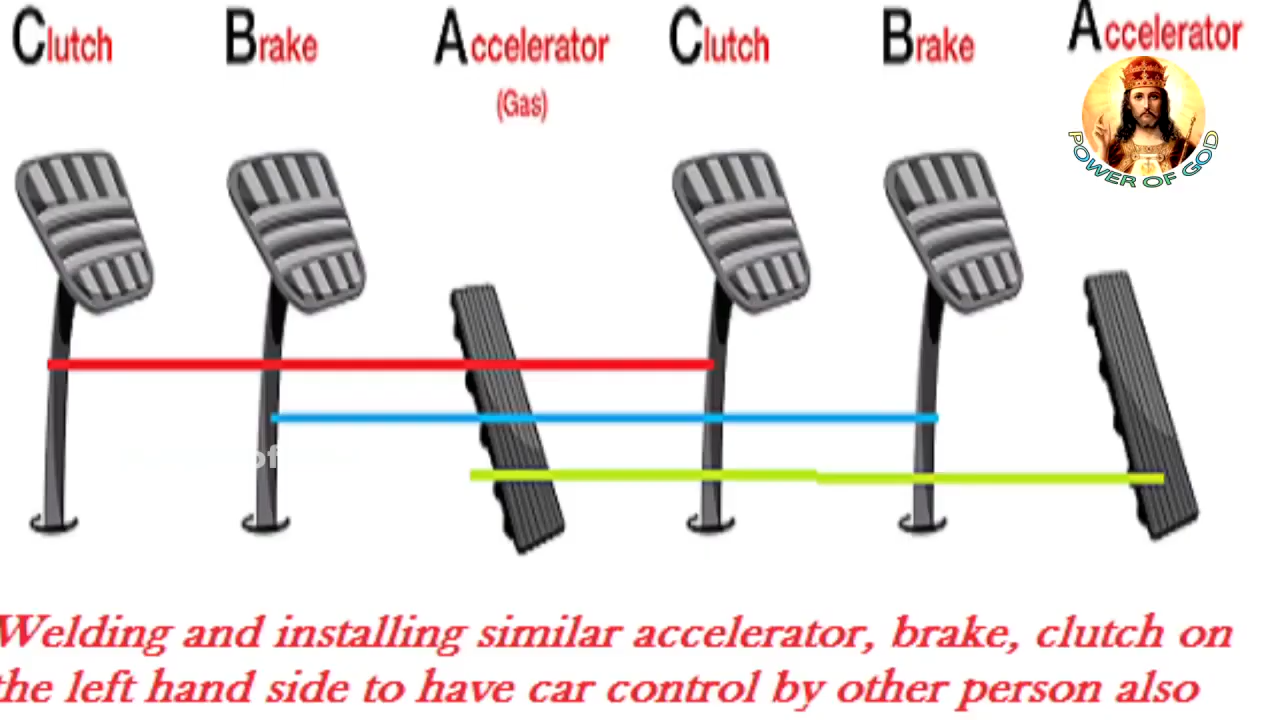 Clutch Brake Accelerator Clutch Brake Accelerator
(Gas)
POWER OF GOD
of
Welding and installing similar accelerator, brake, clutch on
the left hand side to have car control by other person also